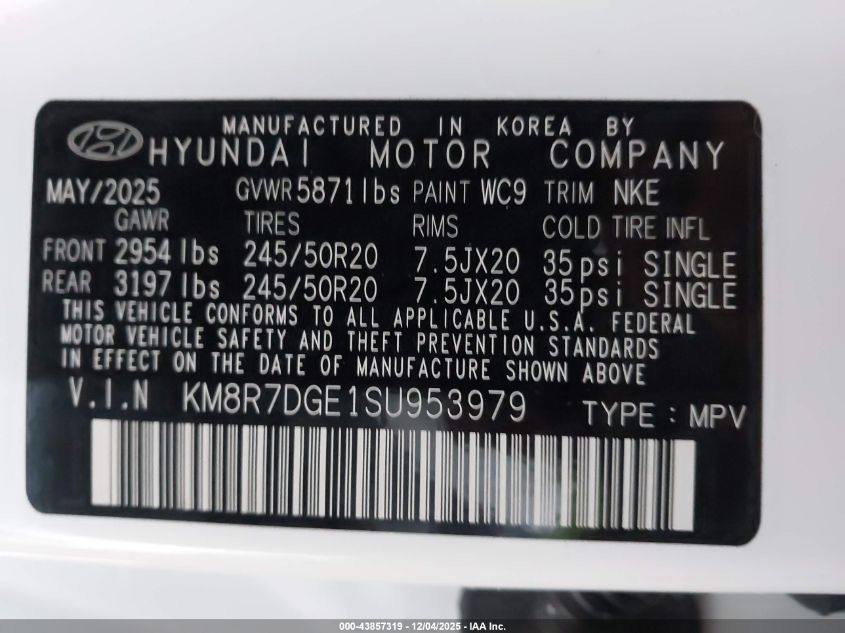 MANUFACTURED IN KOREA BY
HYUNDAI MOTOR COMPANY
MAY/2025 GVWR 5871lbs PAINT WC9 TRIM NKE
GAWR TIRES RIMS COLD TIRE INFL
FRONT 2954 lbs 245/50R20 7.5JX20 35psi SINGLE
REAR 3197 lbs 245/50R20 7.5JX20 35psi SINGLE
THIS VEHICLE CONFORMS TO ALL APPLICABLE U.S.A. FEDERAL
MOTOR VEHICLE SAFETY AND THEFT PREVENTION STANDARDS
IN EFFECT ON THE DATE OF MANUFACTURE SHOWN ABOVE
V.I.N KM8R7DGE1SU953979 TYPE : MPV
000-43857319 - 12/04/2025 - IAA Inc.